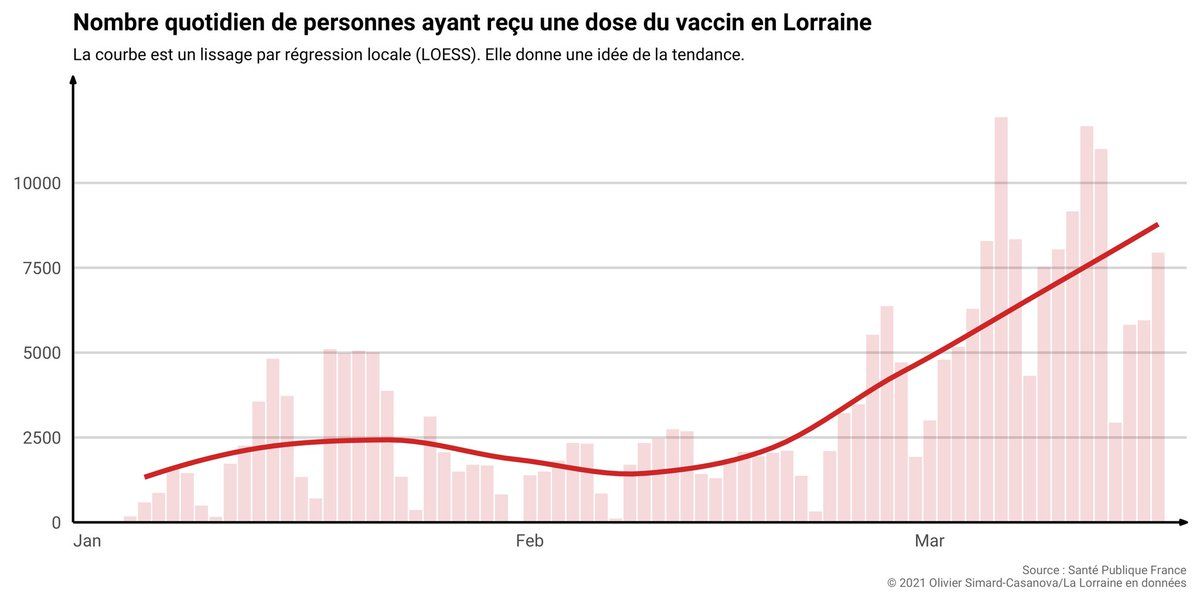 Nombre quotidien de personnes ayant reçu une dose du vaccin en Lorraine
La courbe est un lissage par régression locale (LOESS). Elle donne une idée de la tendance.
10000
7500
5000
2500
0
Jan Feb Mar
Source : Santé Publique France
© 2021 Olivier Simard-Casanova/La Lorraine en données